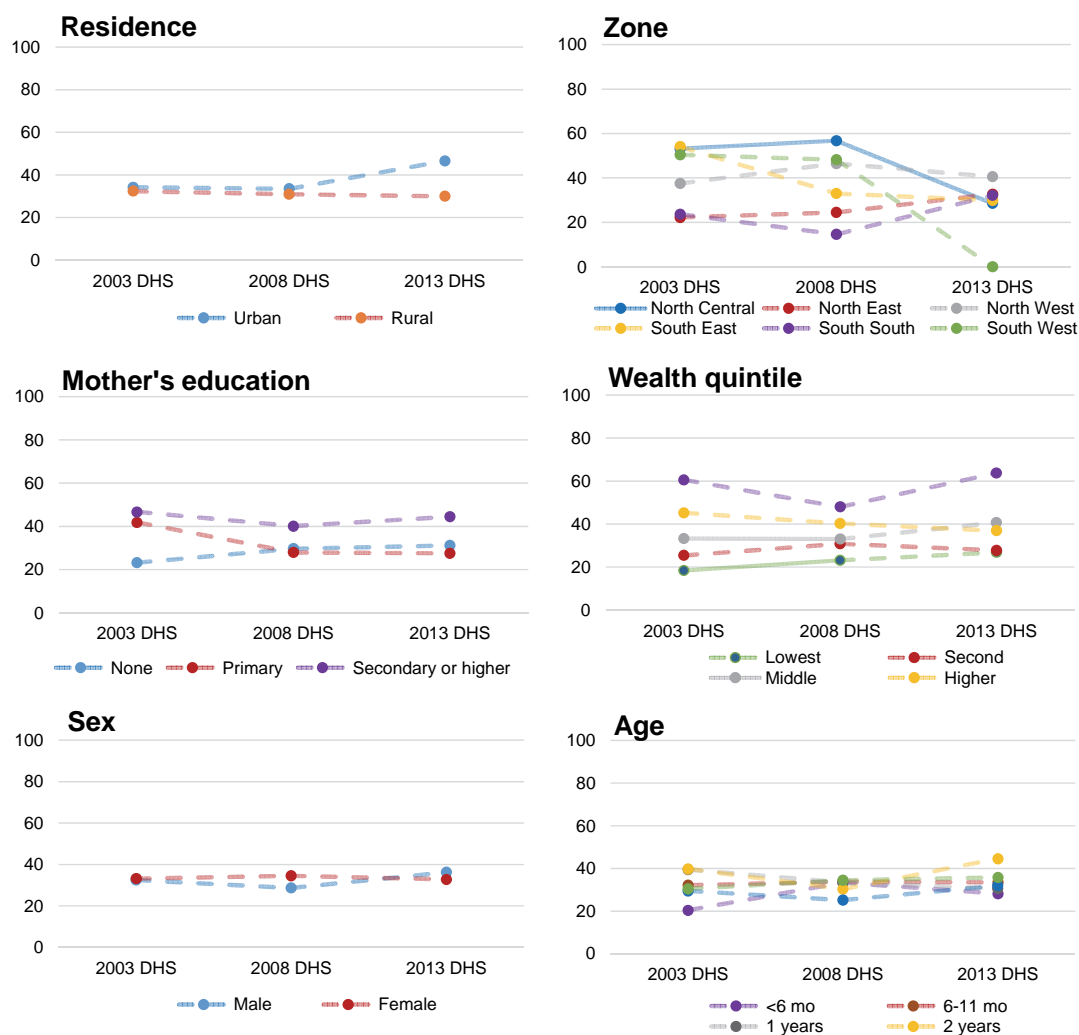 Residence
100
80
60
40
20
0
2003 DHS 2008 DHS 2013 DHS
Urban Rural
Zone
100
80
60
40
20
0
2003 DHS 2008 DHS 2013 DHS
North Central North East North West
South East South South South West
Mother's education
100
80
60
40
20
0
2003 DHS 2008 DHS 2013 DHS
None Primary Secondary or higher
Wealth quintile
100
80
60
40
20
0
2003 DHS 2008 DHS 2013 DHS
Lowest Second
Middle Higher
Sex
100
80
60
40
20
0
2003 DHS 2008 DHS 2013 DHS
Male Female
Age
100
80
60
40
20
0
2003 DHS 2008 DHS 2013 DHS
<6 mo 6-11 mo
1 years 2 years